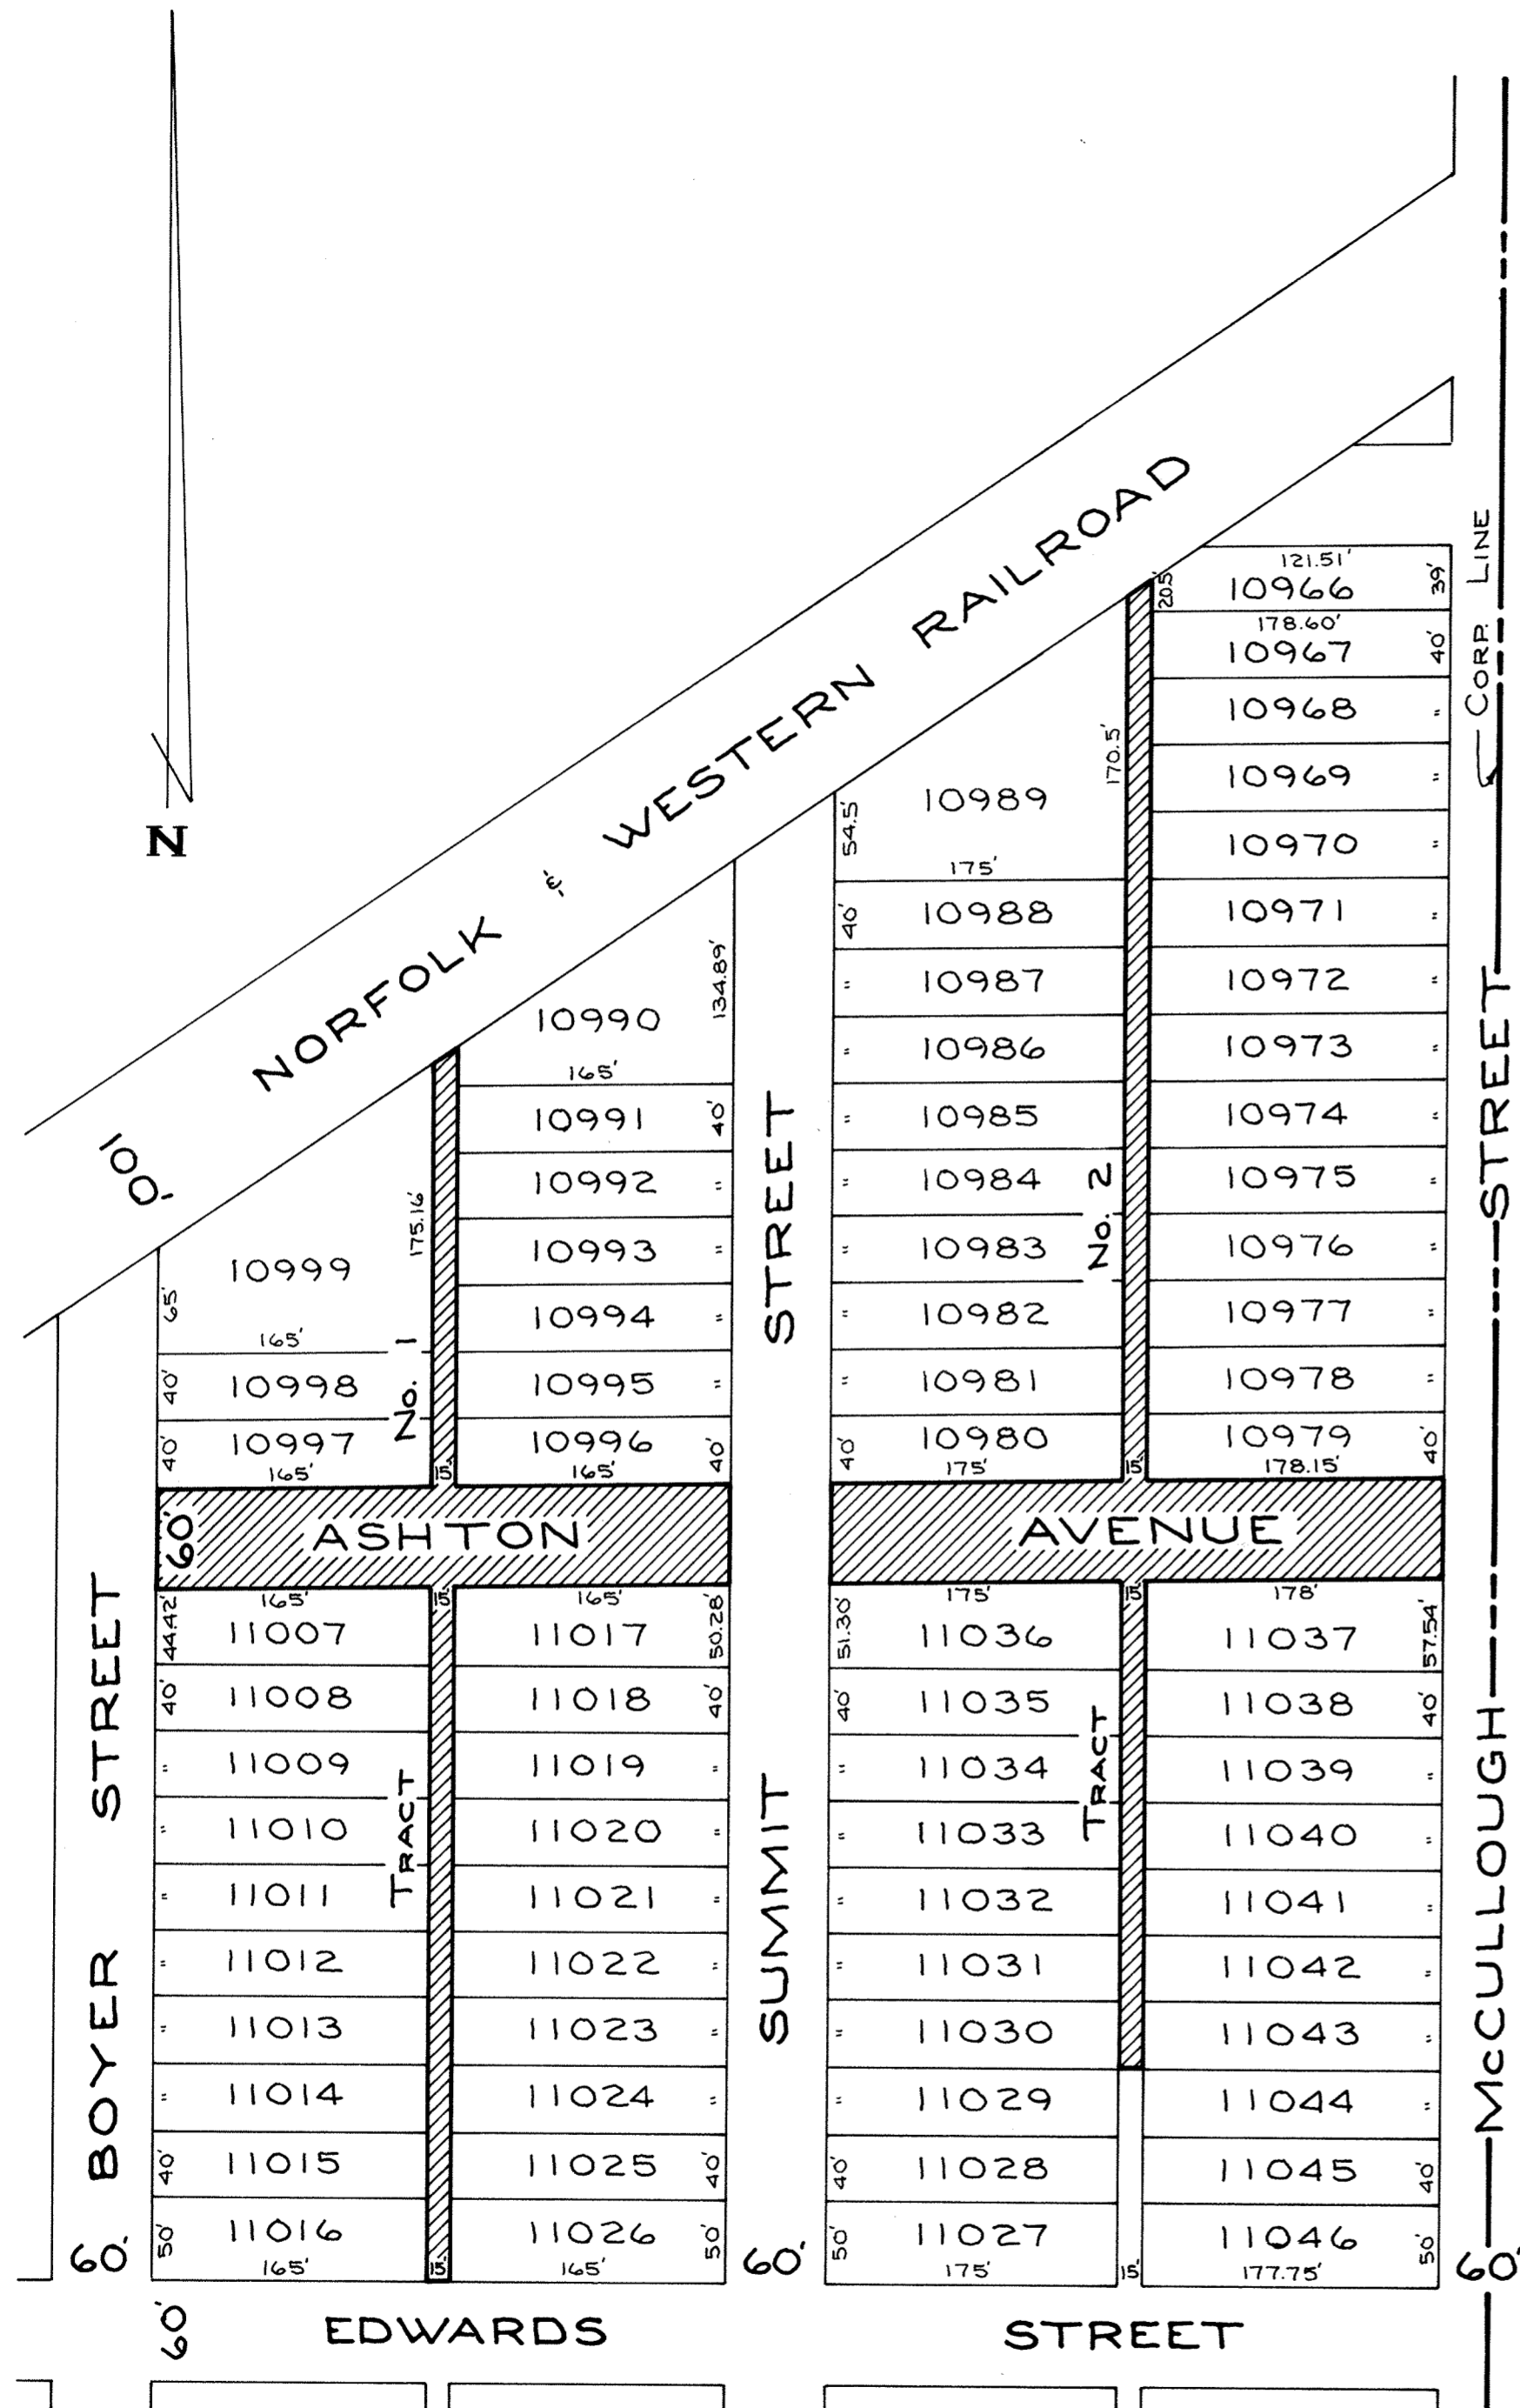 N
NORFOLK & WESTERN RAILROAD
100'
CORP. LINE
121.51'
20.5' 10966 39'
178.60'
10967 40'
10968 "
10969 "
10970 "
10971 "
10972 "
10973 "
10974 "
10975 "
10976 "
10977 "
10978 "
10979 40'
178.15'
170.5'
54.5' 10989
175'
40' 10988
" 10987
" 10986
" 10985
" 10984
" 10983
" 10982
" 10981
40' 10980
175'
15'
No. 2
134.89'
10990
165'
10991 40'
10992 "
10993 "
10994 "
10995 "
10996 40'
165'
175.16'
10999
65'
165'
40' 10998
40' 10997
165'
15'
No. 1
60' ASHTON AVENUE
165' 15' 165'
44.42' 11007 11017 50.28'
40' 11008 11018 40'
" 11009 11019 "
" 11010 11020 "
" 11011 11021 "
" 11012 11022 "
" 11013 11023 "
" 11014 11024 "
40' 11015 11025 40'
50' 11016 11026 50'
165' 15' 165'
TRACT
175' 15' 178'
51.30' 11036 11037 57.54'
40' 11035 11038 40'
" 11034 11039 "
" 11033 11040 "
" 11032 11041 "
" 11031 11042 "
" 11030 11043 "
" 11029 11044 "
40' 11028 11045 40'
50' 11027 11046 50'
175' 15' 177.75'
TRACT
BOYER STREET
60'
SUMMIT STREET
60'
McCULLOUGH STREET
60'
60'
EDWARDS STREET